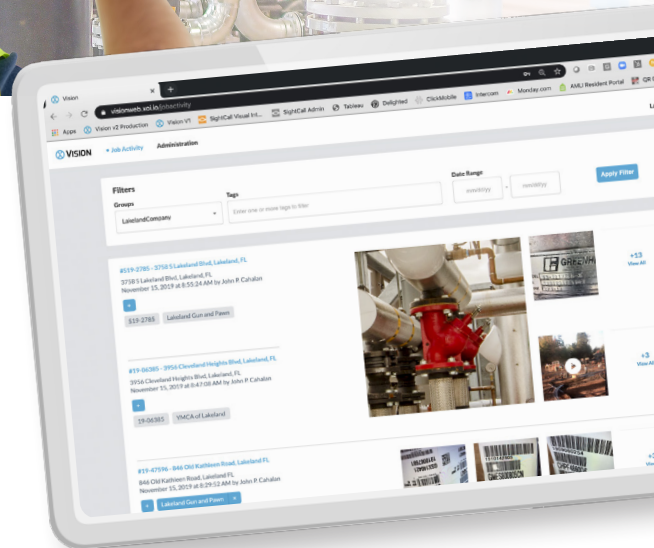 Vision
visionweb.xoi.io/jobactivity
Apps Vision v2 Production Vision V1 SightCall Visual Int... SightCall Admin Tableau Delighted ClickMobile Intercom Monday.com AMU Resident Portal
VISION Job Activity Administration
Filters
Groups Tags Date Range
LakelandCompany Enter one or more tags to filter mm/dd/yy - mm/dd/yy Apply Filter
#S19-2785 - 3758 S Lakeland Blvd, Lakeland, FL
3758 S Lakeland Blvd, Lakeland, FL
November 15, 2019 at 8:55:24 AM by John P. Cahalan
+
S19-2785 Lakeland Gun and Pawn
+13
View All
#19-06385 - 3956 Cleveland Heights Blvd, Lakeland, FL
3956 Cleveland Heights Blvd, Lakeland, FL
November 15, 2019 at 8:47:08 AM by John P. Cahalan
+
19-06385 YMCA of Lakeland
+3
#19-47596 - 846 Old Kathleen Road, Lakeland, FL
846 Old Kathleen Road, Lakeland, FL
November 15, 2019 at 8:29:52 AM by John P. Cahalan
+ Lakeland Gun and Pawn ×